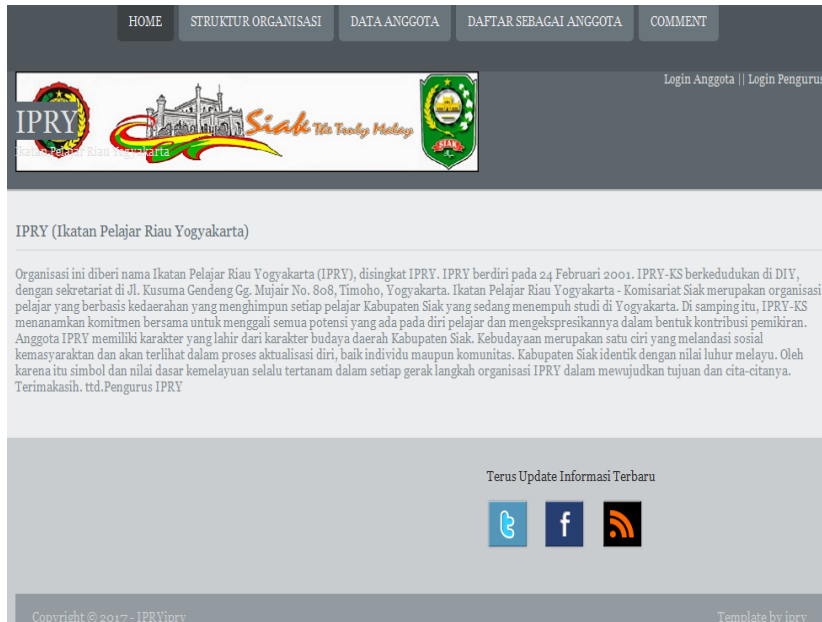 HOME STRUKTUR ORGANISASI DATA ANGGOTA DAFTAR SEBAGAI ANGGOTA COMMENT
Login Anggota || Login Pengurus
IPRY
Siak The Truly Malay
SIAK
Ikatan Pelajar Riau Yogyakarta
IPRY (Ikatan Pelajar Riau Yogyakarta)
Organisasi ini diberi nama Ikatan Pelajar Riau Yogyakarta (IPRY), disingkat IPRY. IPRY berdiri pada 24 Februari 2001. IPRY-KS berkedudukan di DIY,
dengan sekretariat di Jl. Kusuma Gendeng Gg. Mujair No. 808, Timoho, Yogyakarta. Ikatan Pelajar Riau Yogyakarta - Komisariat Siak merupakan organisasi
pelajar yang berbasis kedaerahan yang menghimpun setiap pelajar Kabupaten Siak yang sedang menempuh studi di Yogyakarta. Di samping itu, IPRY-KS
menanamkan komitmen bersama untuk menggali semua potensi yang ada pada diri pelajar dan mengekspresikannya dalam bentuk kontribusi pemikiran.
Anggota IPRY memiliki karakter yang lahir dari karakter budaya daerah Kabupaten Siak. Kebudayaan merupakan satu ciri yang melandasi sosial
kemasyaraktan dan akan terlihat dalam proses aktualisasi diri, baik individu maupun komunitas. Kabupaten Siak identik dengan nilai luhur melayu. Oleh
karena itu simbol dan nilai dasar kemelayuan selalu tertanam dalam setiap gerak langkah organisasi IPRY dalam mewujudkan tujuan dan cita-citanya.
Terimakasih. ttd.Pengurus IPRY
Terus Update Informasi Terbaru
Copyright © 2017 - IPRYipry Template by ipry